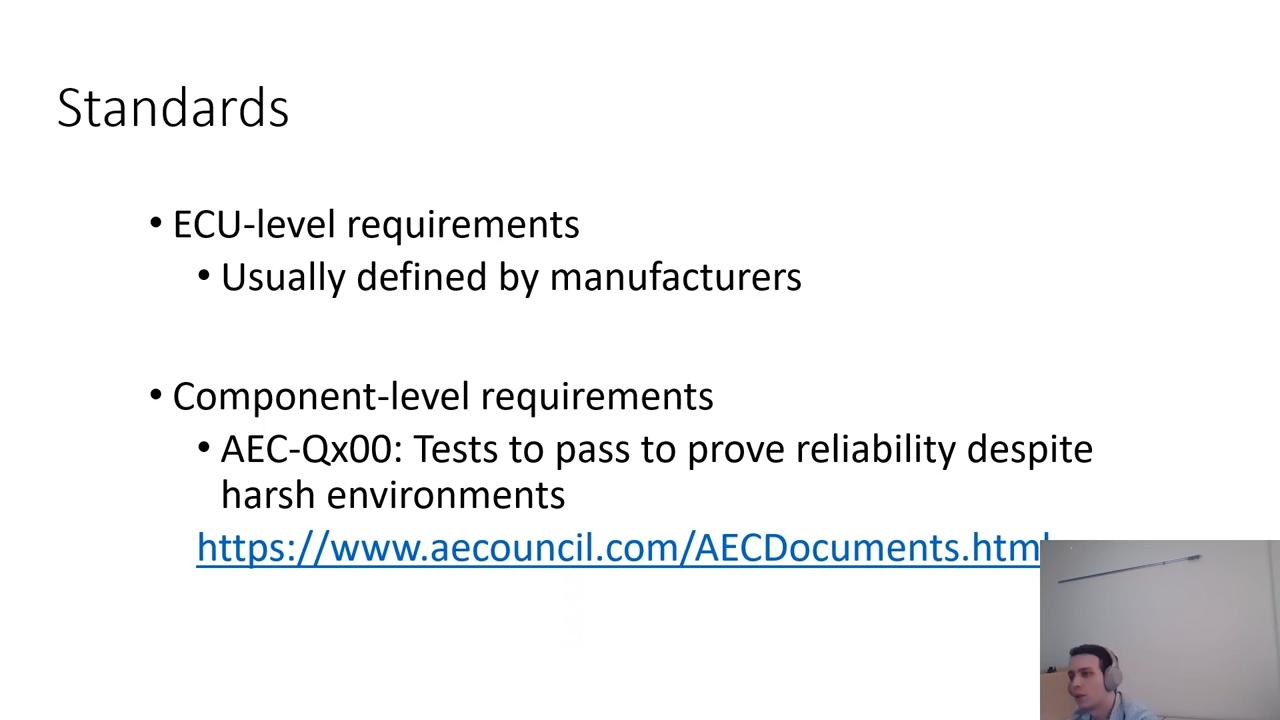 Standards
• ECU-level requirements
• Usually defined by manufacturers
• Component-level requirements
• AEC-Qx00: Tests to pass to prove reliability despite
harsh environments
https://www.aecouncil.com/AECDocuments.html